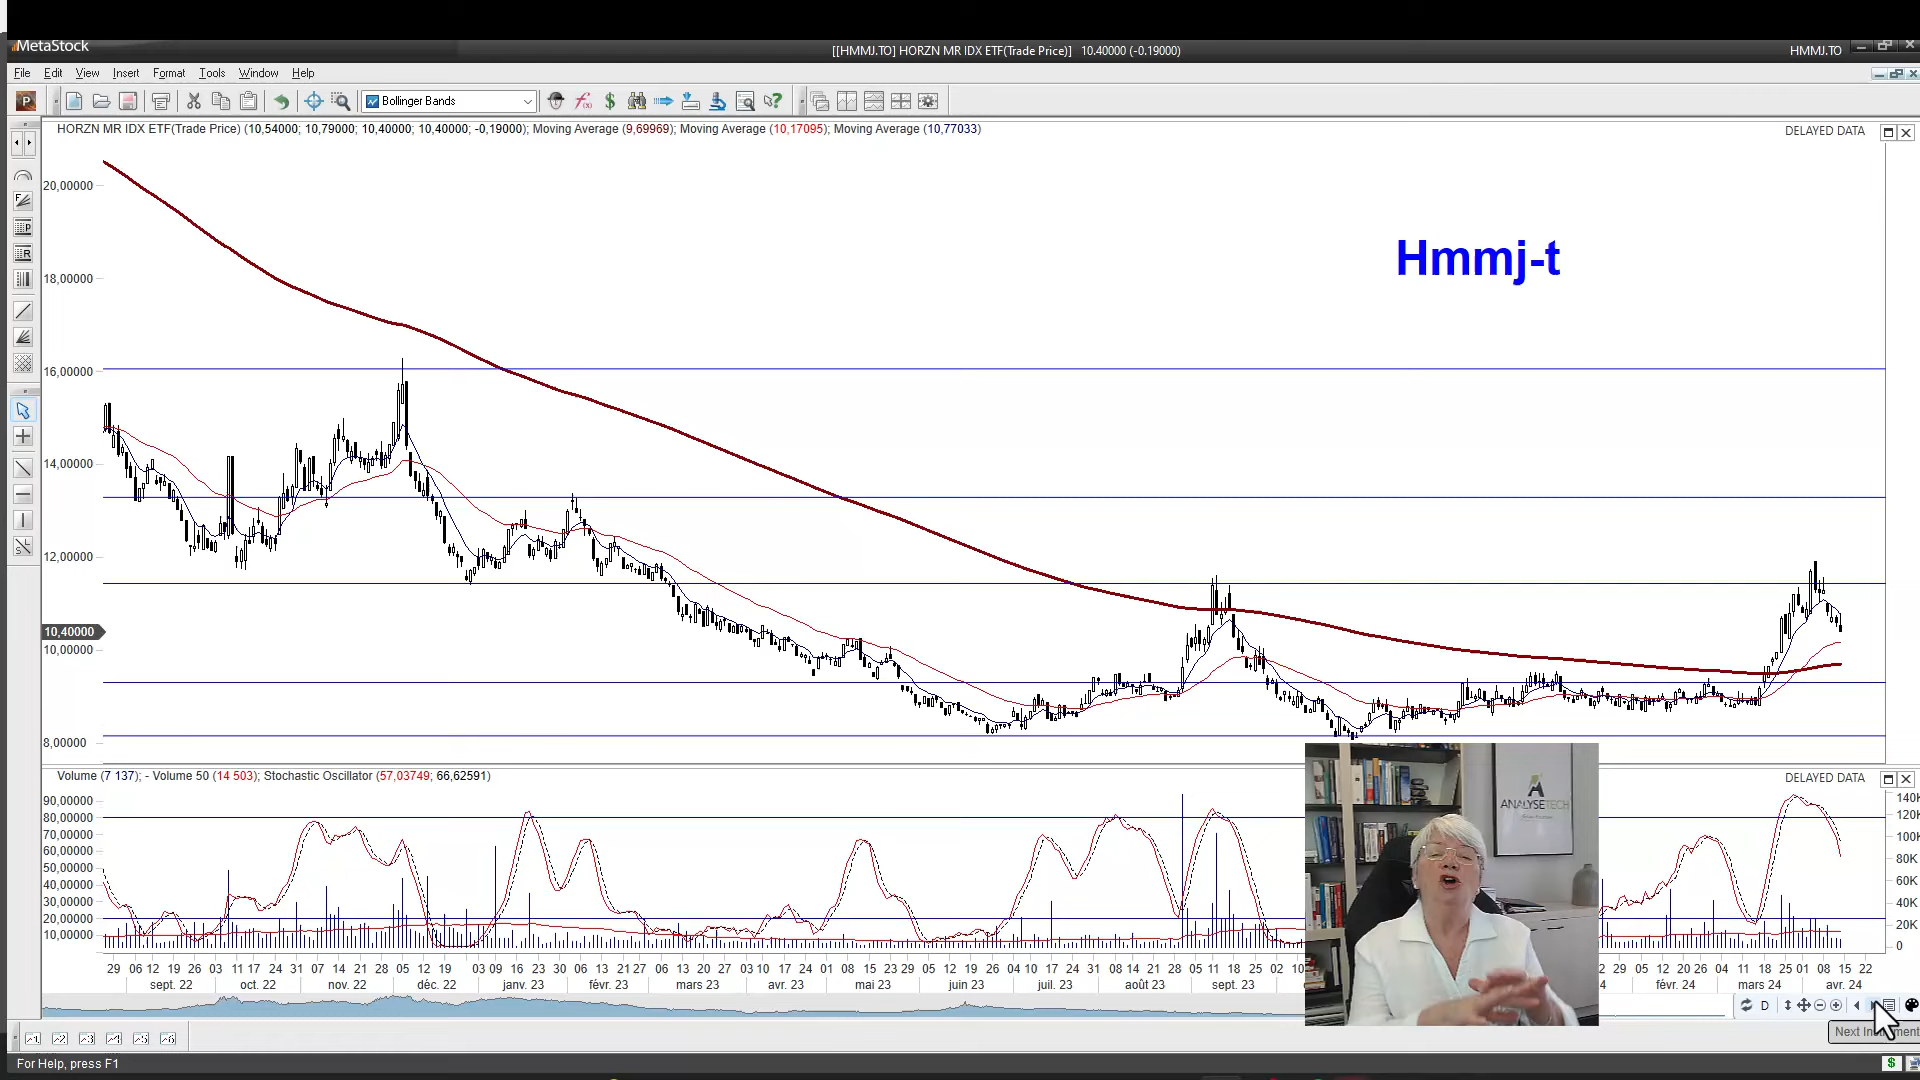 MetaStock
[[HMMJ.TO] HORZN MR IDX ETF(Trade Price)] 10.40000 (-0.19000)
HMMJ.TO
File Edit View Insert Format Tools Window Help
Bollinger Bands
HORZN MR IDX ETF(Trade Price) (10,54000; 10,79000; 10,40000; 10,40000; -0,19000); Moving Average (9,69969); Moving Average (10,17095); Moving Average (10,77033)
DELAYED DATA
20,00000
Hmmj-t
18,00000
16,00000
14,00000
12,00000
10,40000
10,00000
8,00000
Volume (7 137); - Volume 50 (14 503); Stochastic Oscillator (57,03749; 66,62591)
DELAYED DATA
90,00000
80,00000
70,00000
60,00000
50,00000
40,00000
30,00000
20,00000
10,00000
140K
120K
100K
80K
60K
40K
20K
0
ANALYSETECH
29 06 12 19 26 03 11 17 24 31 07 14 21 28 05 12 19 03 09 16 23 30 06 13 21 27 06 13 20 27 03 10 17 24 01 08 15 23 29 05 12 19 26 04 10 17 24 31 08 14 21 28 05 11 18 25 02 12 29 05 12 20 26 04 11 18 25 01 08 15 22
sept. 22 oct. 22 nov. 22 déc. 22 janv. 23 févr. 23 mars 23 avr. 23 mai 23 juin 23 juil. 23 août 23 sept. 23 févr. 24 mars 24 avr. 24
D
Next Instrument
For Help, press F1